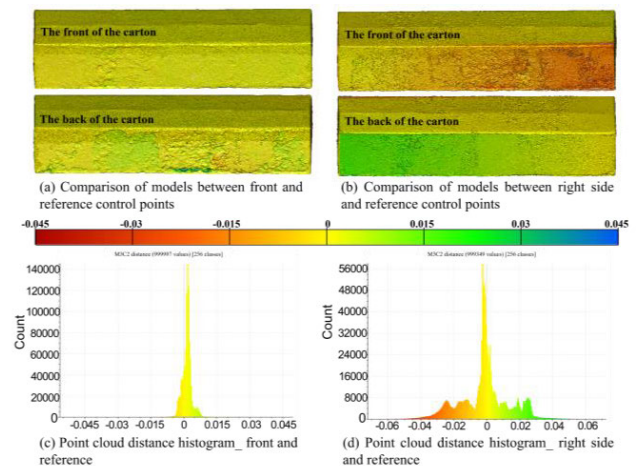 The front of the carton
The front of the carton
The back of the carton
The back of the carton
(a) Comparison of models between front and
reference control points
(b) Comparison of models between right side
and reference control points
-0.045 -0.03 -0.015 0 0.015 0.03 0.045
M3C2 distance (999997 values) [256 classes]
140000
120000
100000
80000
60000
40000
20000
0
Count
-0.045 -0.03 -0.015 0 0.015 0.03 0.045
(c) Point cloud distance histogram_ front and
reference
M3C2 distance (999349 values) [256 classes]
56000
48000
40000
32000
24000
16000
8000
0
Count
-0.06 -0.04 -0.02 0 0.02 0.04 0.06
(d) Point cloud distance histogram_ right side
and reference